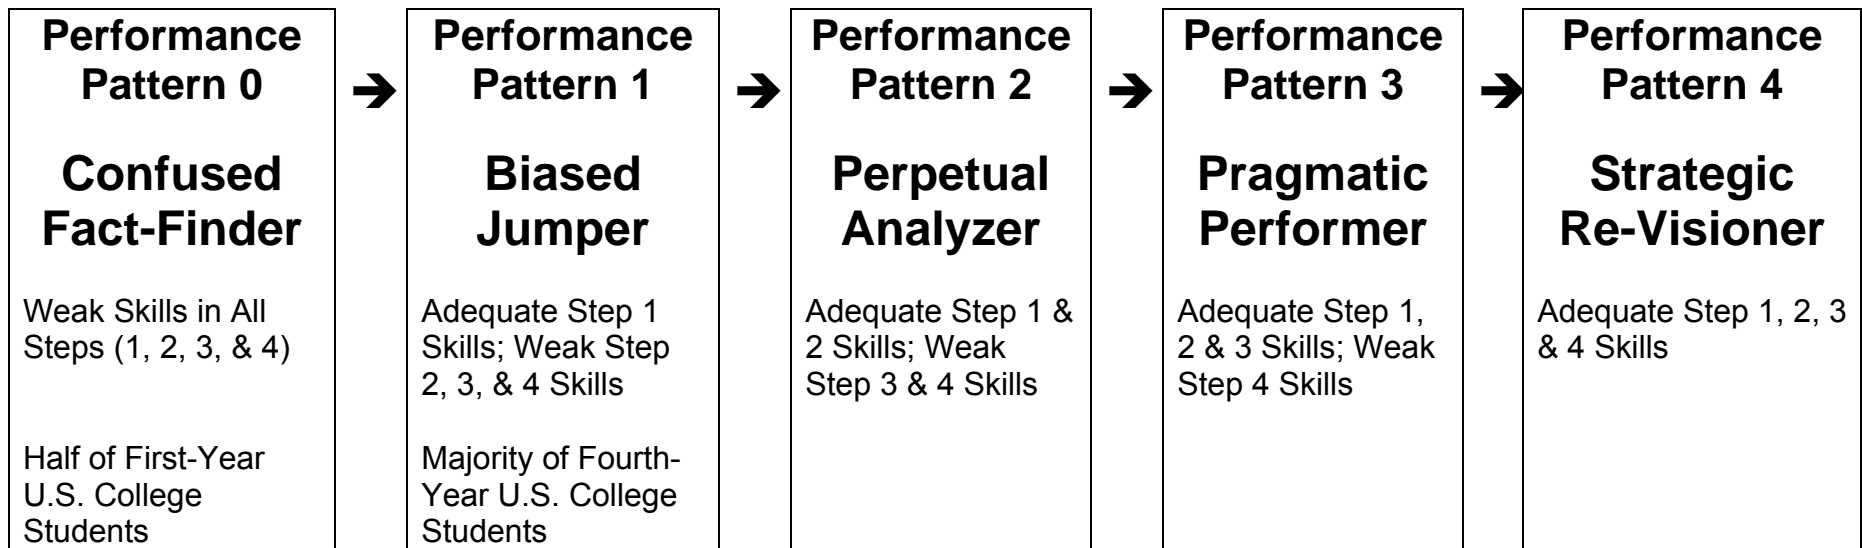 Performance
Pattern 0
Confused
Fact-Finder
Weak Skills in All
Steps (1, 2, 3, & 4)
Half of First-Year
U.S. College
Students
Performance
Pattern 1
Biased
Jumper
Adequate Step 1
Skills; Weak Step
2, 3, & 4 Skills
Majority of Fourth-
Year U.S. College
Students
Performance
Pattern 2
Perpetual
Analyzer
Adequate Step 1 &
2 Skills; Weak
Step 3 & 4 Skills
Performance
Pattern 3
Pragmatic
Performer
Adequate Step 1,
2 & 3 Skills; Weak
Step 4 Skills
Performance
Pattern 4
Strategic
Re-Visioner
Adequate Step 1, 2, 3
& 4 Skills